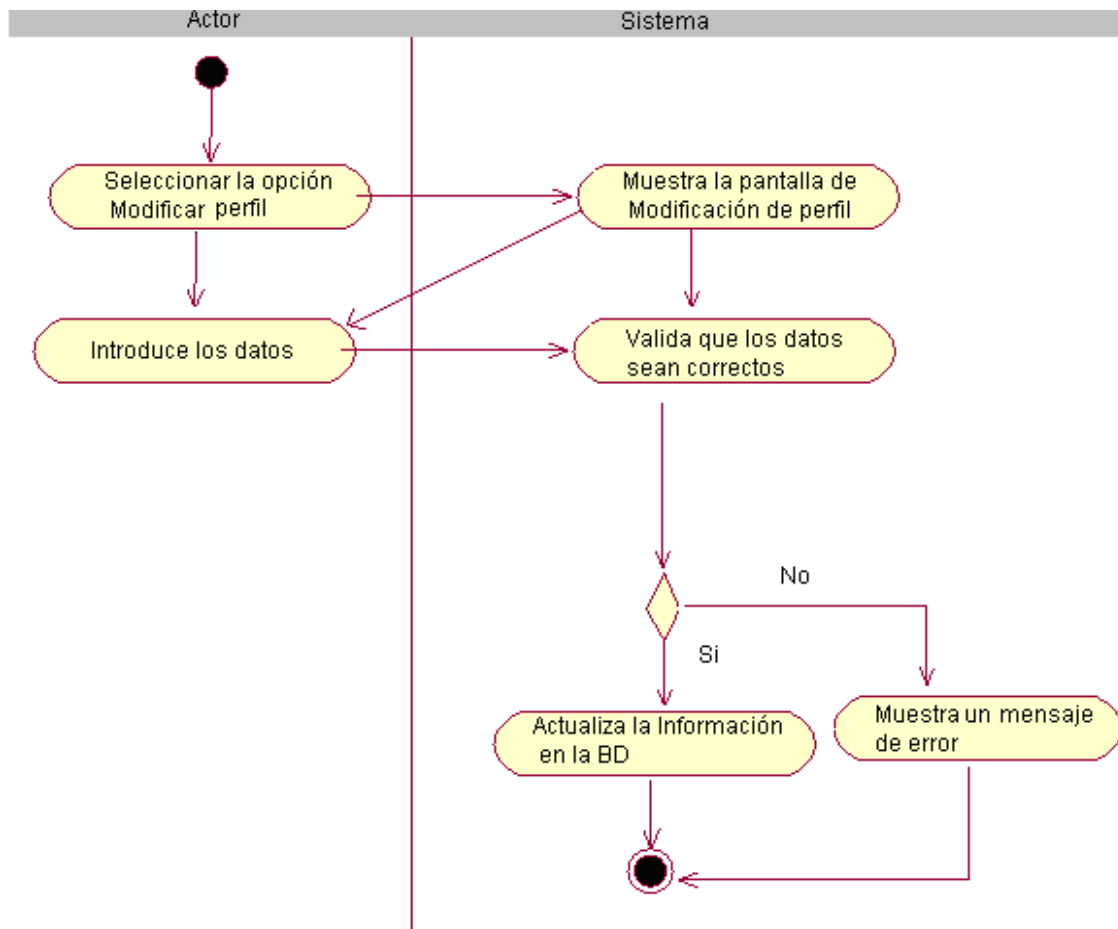 Actor
Sistema
Seleccionar la opción
Modificar perfil
Muestra la pantalla de
Modificación de perfil
Introduce los datos
Valida que los datos
sean correctos
No
Si
Actualiza la Información
en la BD
Muestra un mensaje
de error